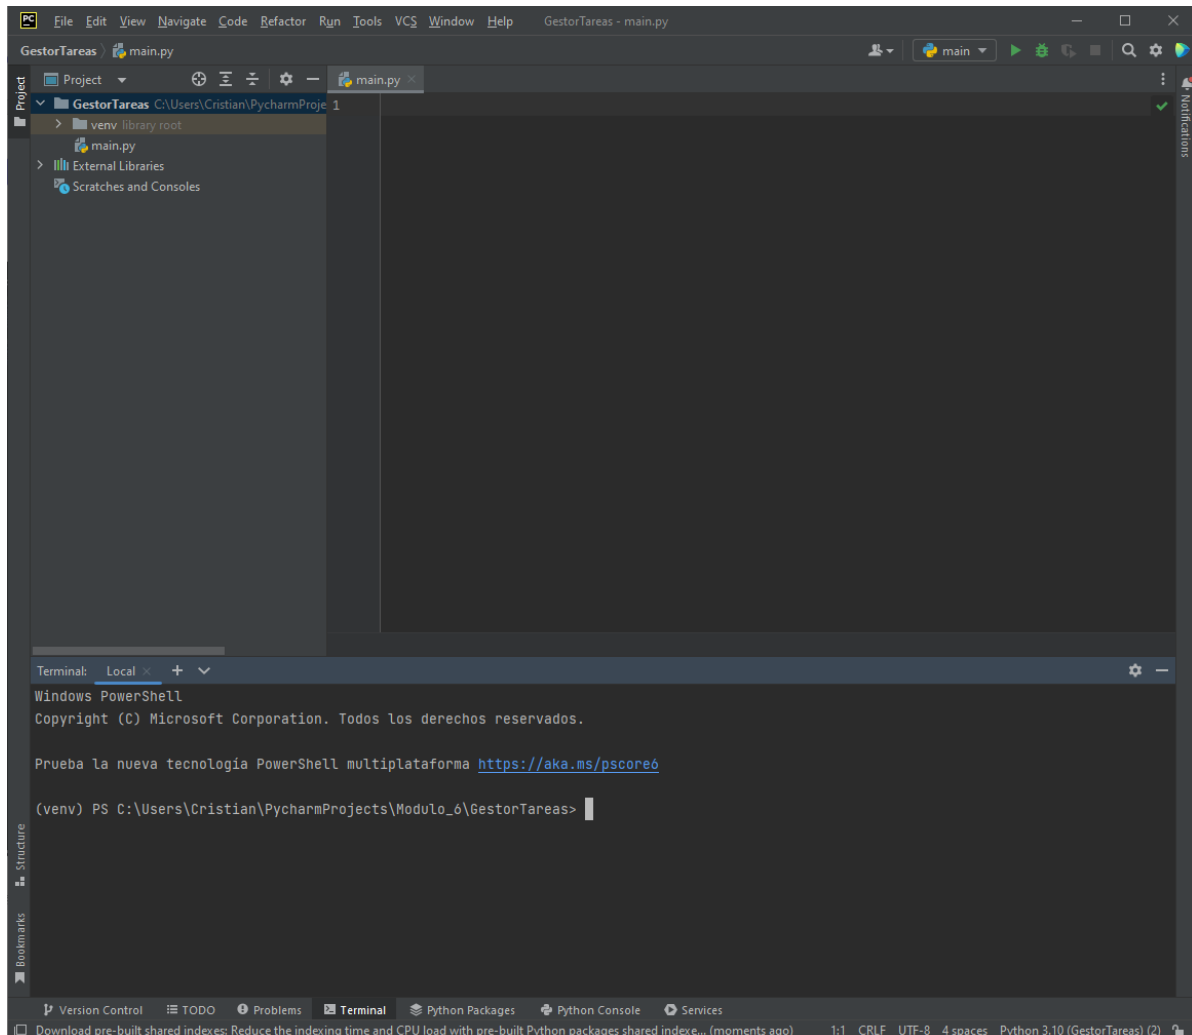 PC File Edit View Navigate Code Refactor Run Tools VCS Window Help GestorTareas - main.py
GestorTareas main.py main
Project
Project main.py
GestorTareas C:\Users\Cristian\PycharmProje 1
venv library root
main.py
External Libraries
Scratches and Consoles
Notifications
Terminal: Local
Windows PowerShell
Copyright (C) Microsoft Corporation. Todos los derechos reservados.
Prueba la nueva tecnología PowerShell multiplataforma https://aka.ms/pscore6
(venv) PS C:\Users\Cristian\PycharmProjects\Modulo_6\GestorTareas>
Structure
Bookmarks
Version Control TODO Problems Terminal Python Packages Python Console Services
Download pre-built shared indexes: Reduce the indexing time and CPU load with pre-built Python packages shared indexe... (moments ago) 1:1 CRLF UTF-8 4 spaces Python 3.10 (GestorTareas) (2)